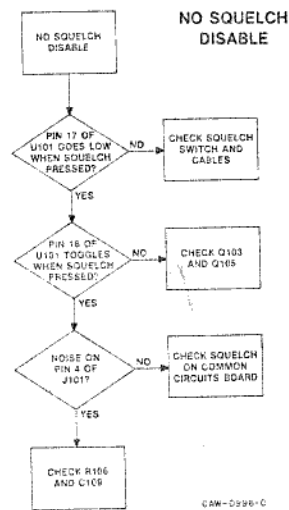 NO SQUELCH
DISABLE
NO SQUELCH
DISABLE
PIN 17 OF
U101 GOES LOW
WHEN SQUELCH
PRESSED?
NO
CHECK SQUELCH
SWITCH AND
CABLES
YES
PIN 16 OF
U101 TOGGLES
WHEN SQUELCH
PRESSED?
NO
CHECK Q103
AND Q105
YES
NOISE ON
PIN 4 OF
J101?
NO
CHECK SQUELCH
ON COMMON
CIRCUITS BOARD
YES
CHECK R106
AND C109
CAW-0996-C